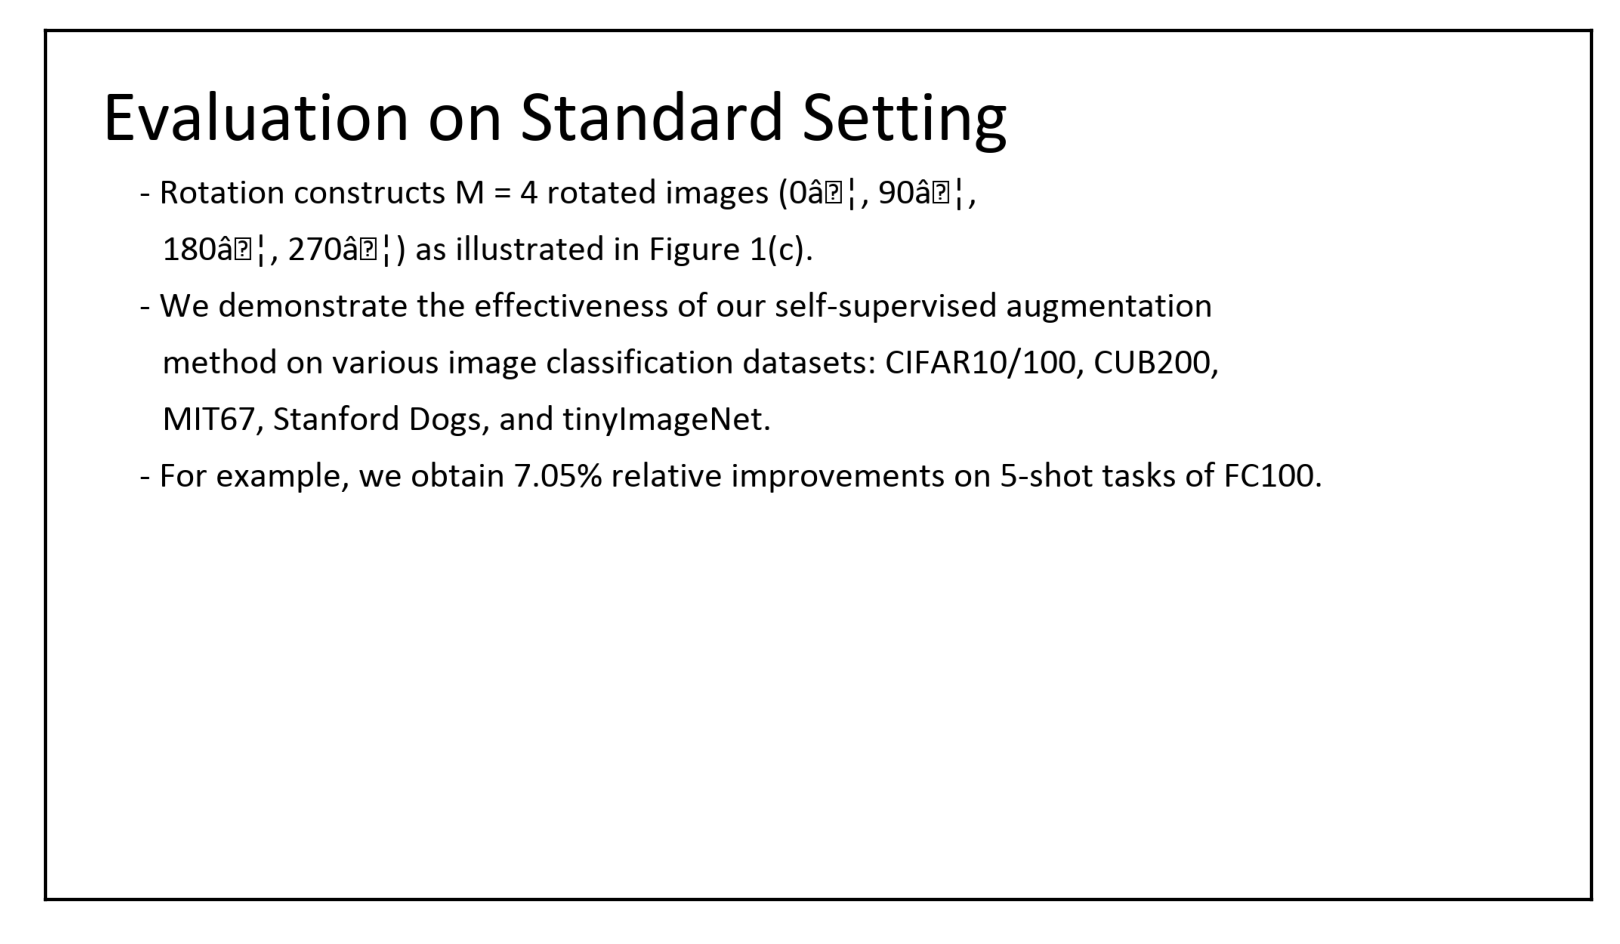 Evaluation on Standard Setting
- Rotation constructs M = 4 rotated images (0â�¦, 90â�¦,
180â�¦, 270â�¦) as illustrated in Figure 1(c).
- We demonstrate the effectiveness of our self-supervised augmentation
method on various image classification datasets: CIFAR10/100, CUB200,
MIT67, Stanford Dogs, and tinyImageNet.
- For example, we obtain 7.05% relative improvements on 5-shot tasks of FC100.